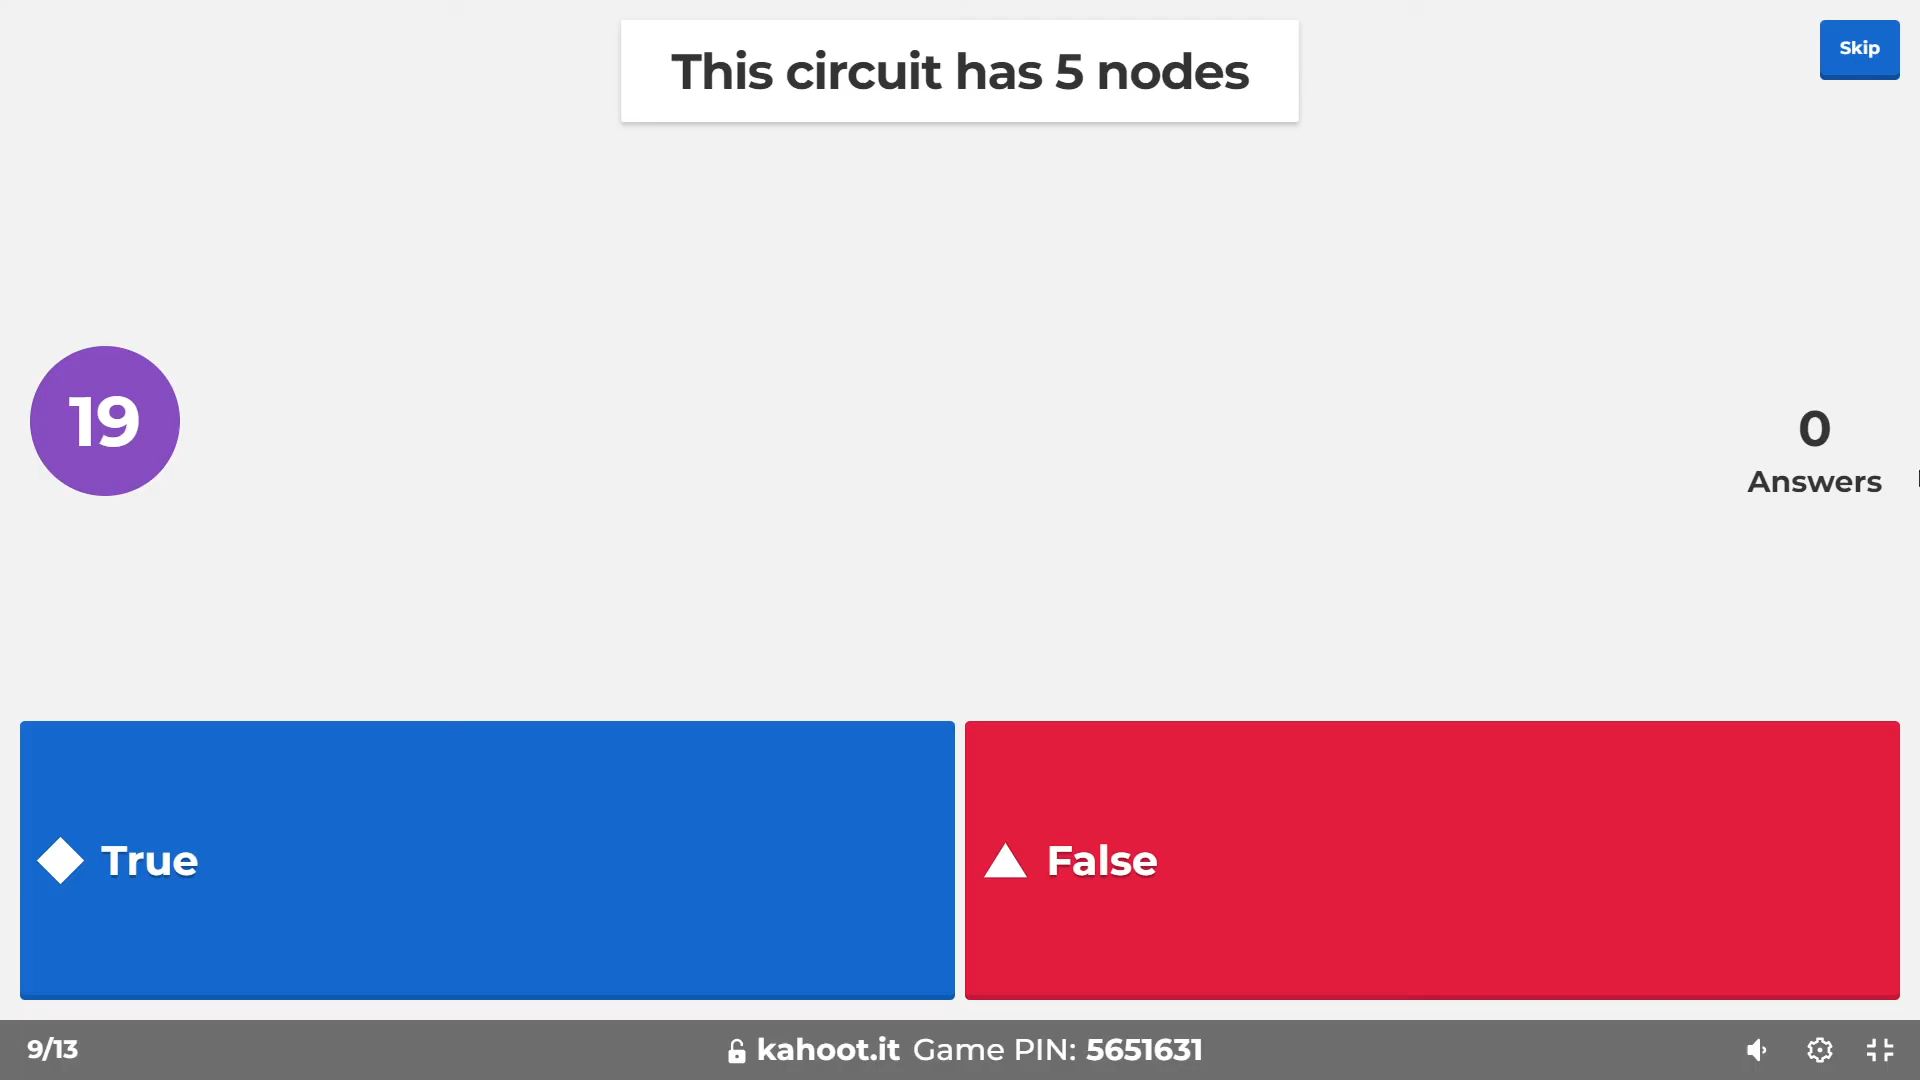 This circuit has 5 nodes
Skip
19
0
Answers
True
False
9/13
kahoot.it Game PIN: 5651631